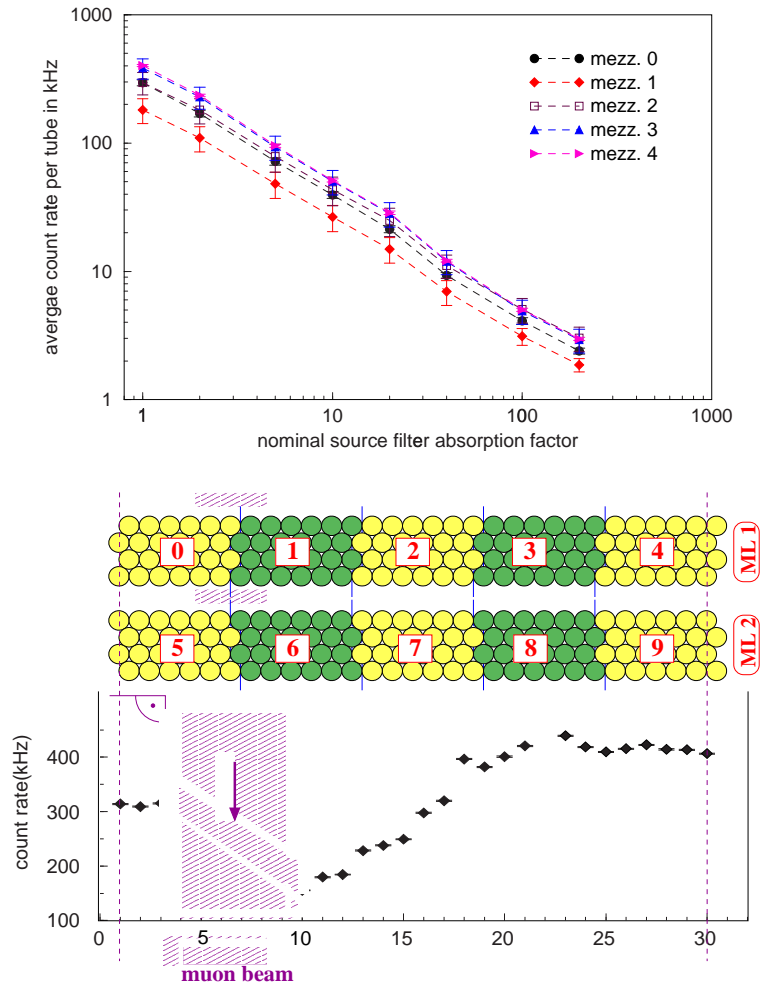 1000
100
10
1
avergae count rate per tube in kHz
mezz. 0
mezz. 1
mezz. 2
mezz. 3
mezz. 4
1 10 100 1000
nominal source filter absorption factor
0 1 2 3 4 ML 1
5 6 7 8 9 ML 2
count rate(kHz)
400
300
200
100
0 5 10 15 20 25 30
muon beam